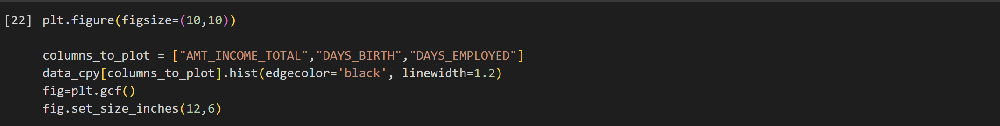 [22] plt.figure(figsize=(10,10))
columns_to_plot = ["AMT_INCOME_TOTAL","DAYS_BIRTH","DAYS_EMPLOYED"]
data_cpy[columns_to_plot].hist(edgecolor='black', linewidth=1.2)
fig=plt.gcf()
fig.set_size_inches(12,6)